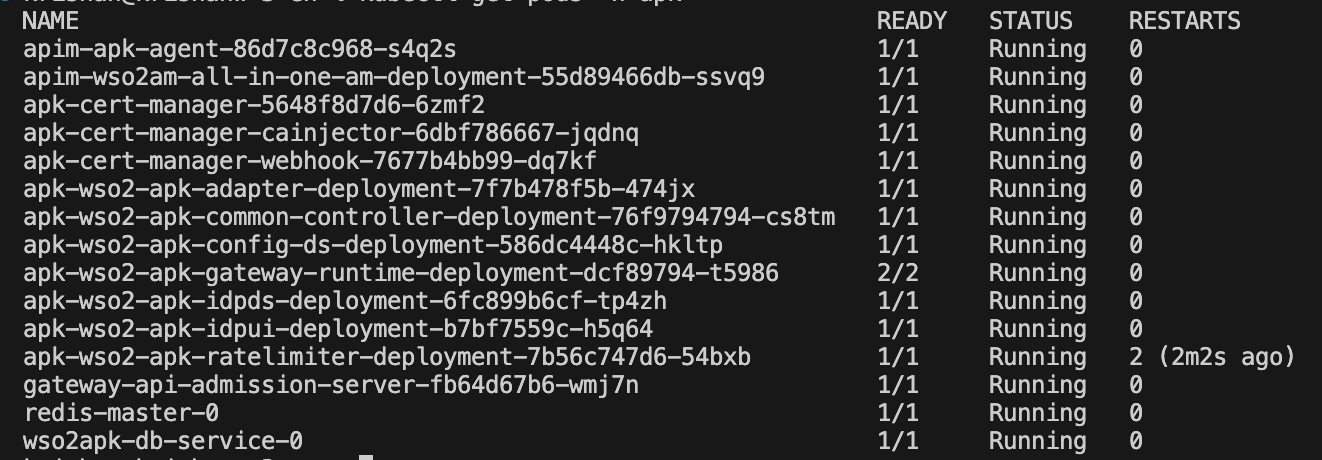 NAME READY STATUS RESTARTS
apim-apk-agent-86d7c8c968-s4q2s 1/1 Running 0
apim-wso2am-all-in-one-am-deployment-55d89466db-ssvq9 1/1 Running 0
apk-cert-manager-5648f8d7d6-6zmf2 1/1 Running 0
apk-cert-manager-cainjector-6dbf786667-jqdnq 1/1 Running 0
apk-cert-manager-webhook-7677b4bb99-dq7kf 1/1 Running 0
apk-wso2-apk-adapter-deployment-7f7b478f5b-474jx 1/1 Running 0
apk-wso2-apk-common-controller-deployment-76f9794794-cs8tm 1/1 Running 0
apk-wso2-apk-config-ds-deployment-586dc4448c-hkltp 1/1 Running 0
apk-wso2-apk-gateway-runtime-deployment-dcf89794-t5986 2/2 Running 0
apk-wso2-apk-idpds-deployment-6fc899b6cf-tp4zh 1/1 Running 0
apk-wso2-apk-idpui-deployment-b7bf7559c-h5q64 1/1 Running 0
apk-wso2-apk-ratelimiter-deployment-7b56c747d6-54bxb 1/1 Running 2 (2m2s ago)
gateway-api-admission-server-fb64d67b6-wmj7n 1/1 Running 0
redis-master-0 1/1 Running 0
wso2apk-db-service-0 1/1 Running 0